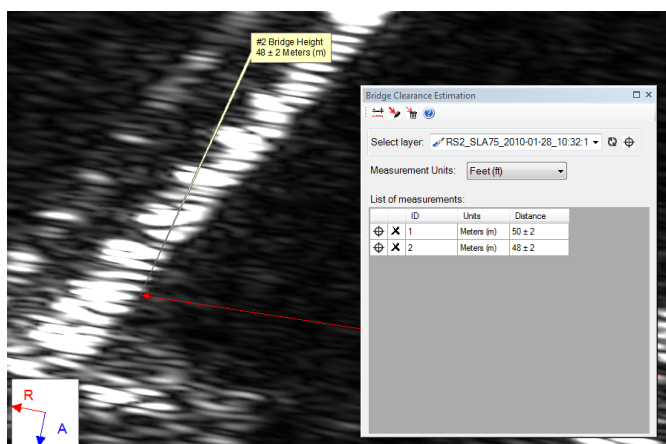 #2 Bridge Height
48 ± 2 Meters (m)
Bridge Clearance Estimation
Select layer: RS2_SLA75_2010-01-28_10:32:1
Measurement Units: Feet (ft)
List of measurements:
ID Units Distance
1 Meters (m) 50 ± 2
2 Meters (m) 48 ± 2
R
A